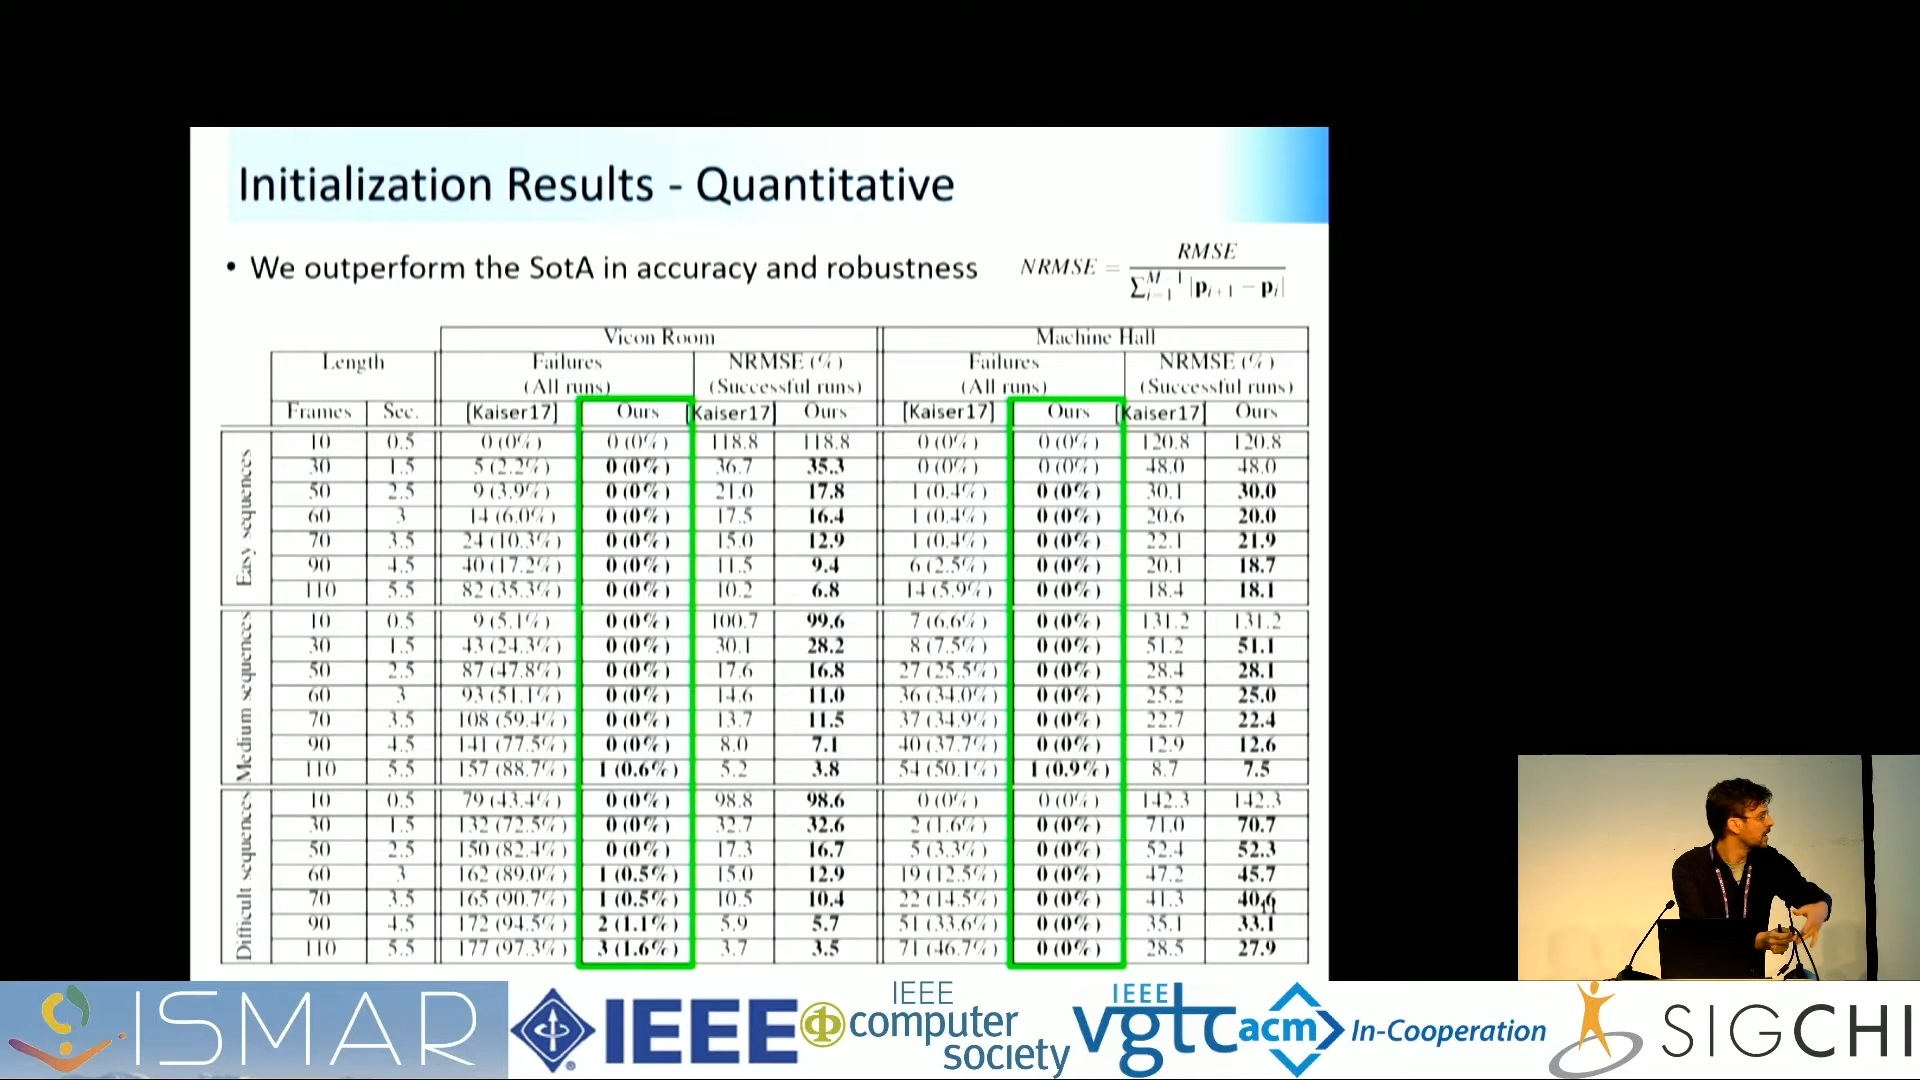 Initialization Results - Quantitative
• We outperform the SotA in accuracy and robustness
NRMSE = RMSE / Σ_{i=1}^{M-1} |p_{i+1} − p_i|
Vicon Room Machine Hall
Length Failures NRMSE (%) Failures NRMSE (%)
(All runs) (Successful runs) (All runs) (Successful runs)
Frames Sec. [Kaiser17] Ours [Kaiser17] Ours [Kaiser17] Ours [Kaiser17] Ours
Easy sequences
10 0.5 0 (0%) 0 (0%) 118.8 118.8 0 (0%) 0 (0%) 120.8 120.8
30 1.5 5 (2.2%) 0 (0%) 36.7 35.3 0 (0%) 0 (0%) 48.0 48.0
50 2.5 9 (3.9%) 0 (0%) 21.0 17.8 1 (0.4%) 0 (0%) 30.1 30.0
60 3 14 (6.0%) 0 (0%) 17.5 16.4 1 (0.4%) 0 (0%) 20.6 20.0
70 3.5 24 (10.3%) 0 (0%) 15.0 12.9 1 (0.4%) 0 (0%) 22.1 21.9
90 4.5 40 (17.2%) 0 (0%) 11.5 9.4 6 (2.5%) 0 (0%) 20.1 18.7
110 5.5 82 (35.3%) 0 (0%) 10.2 6.8 14 (5.9%) 0 (0%) 18.4 18.1
Medium sequences
10 0.5 9 (5.1%) 0 (0%) 100.7 99.6 7 (6.6%) 0 (0%) 131.2 131.2
30 1.5 43 (24.3%) 0 (0%) 30.1 28.2 8 (7.5%) 0 (0%) 51.2 51.1
50 2.5 87 (47.8%) 0 (0%) 17.6 16.8 27 (25.5%) 0 (0%) 28.4 28.1
60 3 93 (51.1%) 0 (0%) 14.6 11.0 36 (34.0%) 0 (0%) 25.2 25.0
70 3.5 108 (59.4%) 0 (0%) 13.7 11.5 37 (34.9%) 0 (0%) 22.7 22.4
90 4.5 141 (77.5%) 0 (0%) 8.0 7.1 40 (37.7%) 0 (0%) 12.9 12.6
110 5.5 157 (88.7%) 1 (0.6%) 5.2 3.8 54 (50.1%) 1 (0.9%) 8.7 7.5
Difficult sequences
10 0.5 79 (43.4%) 0 (0%) 98.8 98.6 0 (0%) 0 (0%) 142.3 142.3
30 1.5 132 (72.5%) 0 (0%) 32.7 32.6 2 (1.6%) 0 (0%) 71.0 70.7
50 2.5 150 (82.4%) 0 (0%) 17.3 16.7 5 (3.3%) 0 (0%) 52.4 52.3
60 3 162 (89.0%) 1 (0.5%) 15.0 12.9 19 (12.5%) 0 (0%) 47.2 45.7
70 3.5 165 (90.7%) 1 (0.5%) 10.5 10.4 22 (14.5%) 0 (0%) 41.3 40.6
90 4.5 172 (94.5%) 2 (1.1%) 5.9 5.7 51 (33.6%) 0 (0%) 35.1 33.1
110 5.5 177 (97.3%) 3 (1.6%) 3.7 3.5 71 (46.7%) 0 (0%) 28.5 27.9
ISMAR
IEEE
IEEE
computer
society
IEEE
vgtc
acm In-Cooperation
SIGCHI